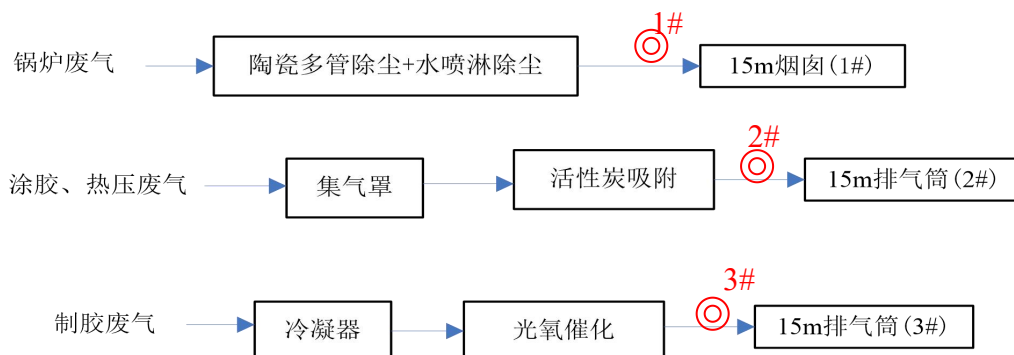 1#
锅炉废气
陶瓷多管除尘+水喷淋除尘
15m烟囱(1#)
2#
涂胶、热压废气
集气罩
活性炭吸附
15m排气筒(2#)
3#
制胶废气
冷凝器
光氧催化
15m排气筒(3#)